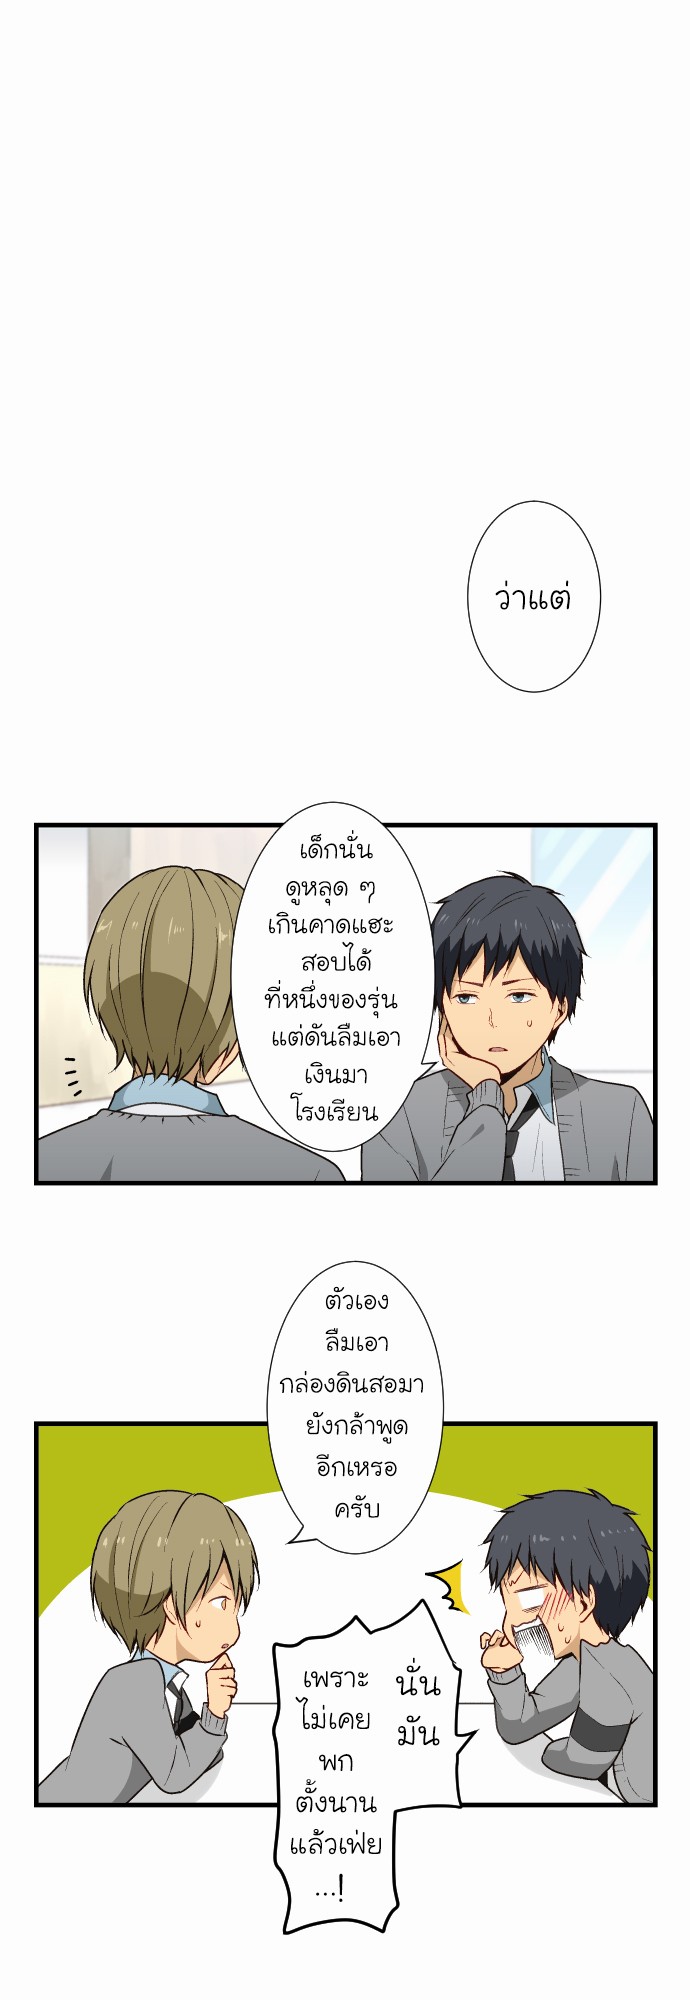 ว่าแต่
เด็กนั่น
ดูหลุด ๆ
เกินคาดแฮะ
สอบได้
ที่หนึ่งของรุ่น
แต่ดันลืมเอา
เงินมา
โรงเรียน
ตัวเอง
ลืมเอา
กล่องดินสอมา
ยังกล้าพูด
อีกเหรอ
ครับ
นั่น
มัน
เพราะ
ไม่เคย
พก
ตั้งนาน
แล้วเฟ่ย
...!